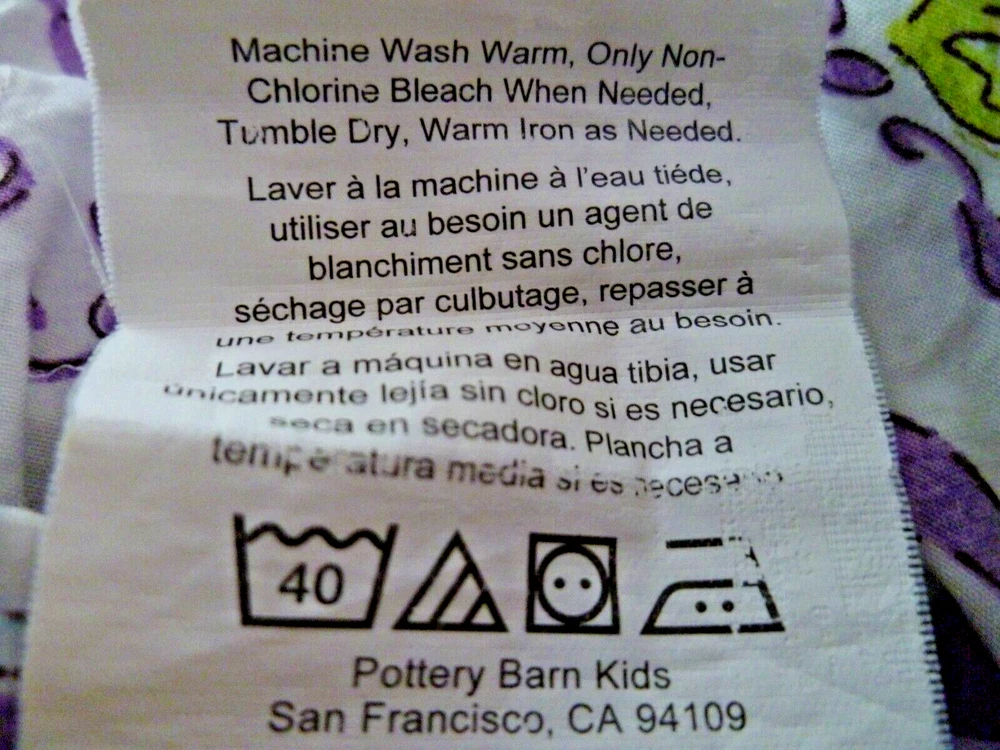 Machine Wash Warm, Only Non-
Chlorine Bleach When Needed,
Tumble Dry, Warm Iron as Needed.
Laver à la machine à l'eau tiéde,
utiliser au besoin un agent de
blanchiment sans chlore,
séchage par culbutage, repasser à
une température moyenne au besoin.
Lavar a máquina en agua tibia, usar
únicamente lejía sin cloro si es necesario,
seca en secadora. Plancha a
temperatura media si es necesario
40
Pottery Barn Kids
San Francisco, CA 94109